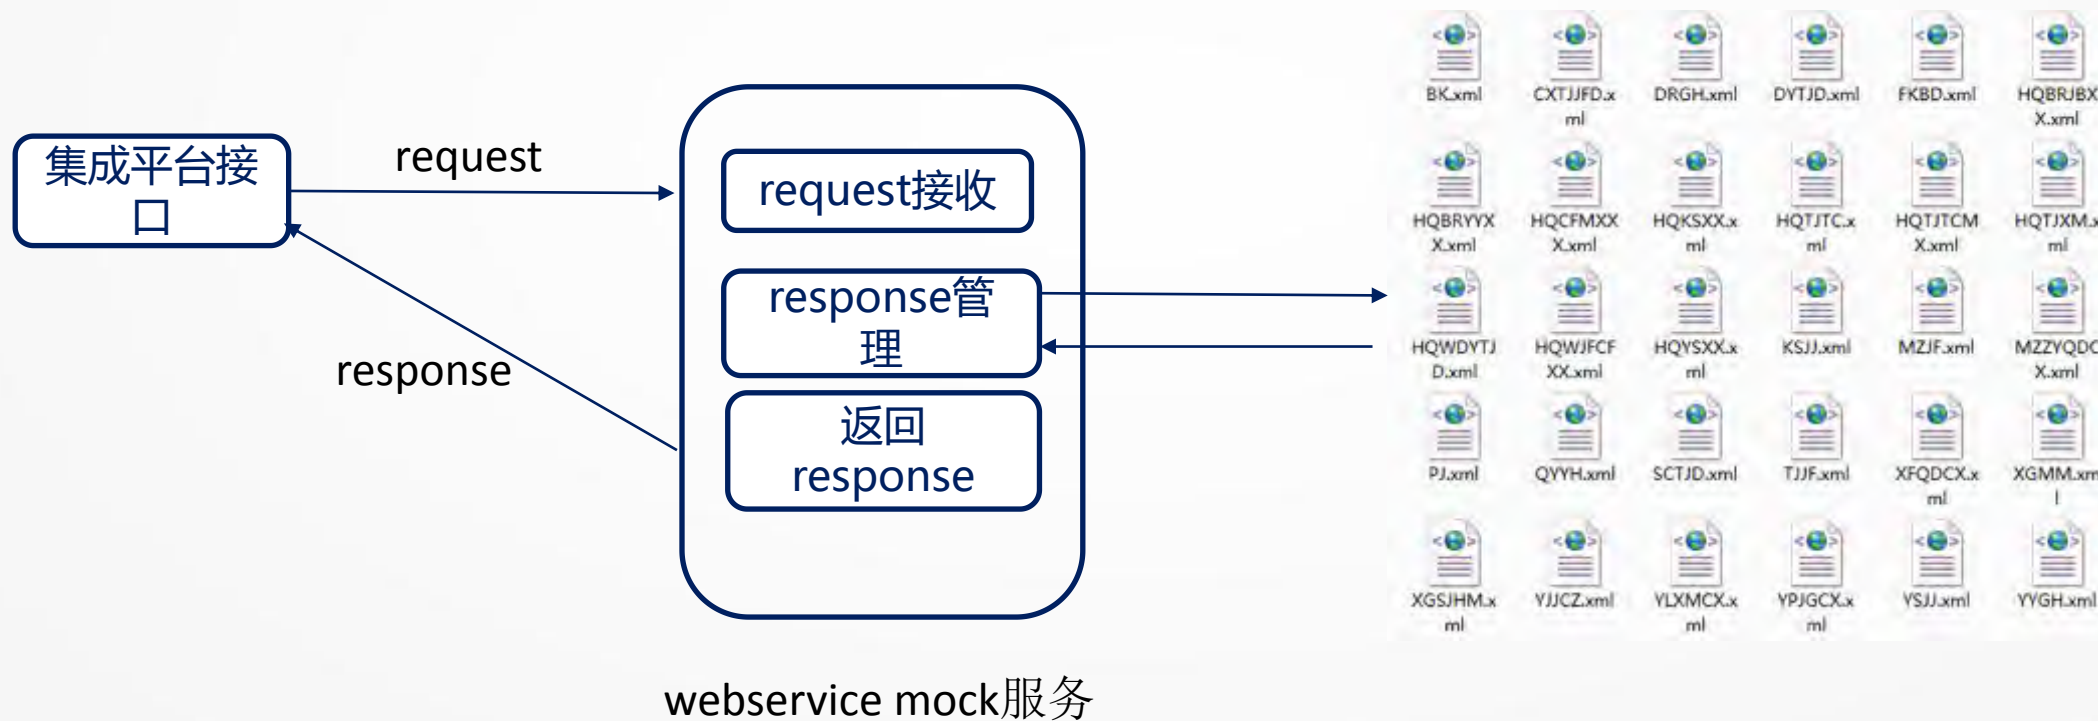 集成平台接
口
request
response
request接收
response管
理
返回
response
webservice mock服务
BK.xml
CXTJJFD.x
ml
DRGH.xml
DYTJD.xml
FKBD.xml
HQBRJBX
X.xml
HQBRYYX
X.xml
HQCFMXX
X.xml
HQKSXX.x
ml
HQTJTC.x
ml
HQTJTCM
X.xml
HQTJXM.x
ml
HQWDYTJ
D.xml
HQWJFCF
XX.xml
HQYSXX.x
ml
KSJJ.xml
MZJF.xml
MZZYQDC
X.xml
PJ.xml
QYYH.xml
SCTJD.xml
TJJF.xml
XFQDCX.x
ml
XGMM.xm
l
XGSJHM.x
ml
YJJCZ.xml
YLXMCX.x
ml
YPJGCX.x
ml
YSJJ.xml
YYGH.xml